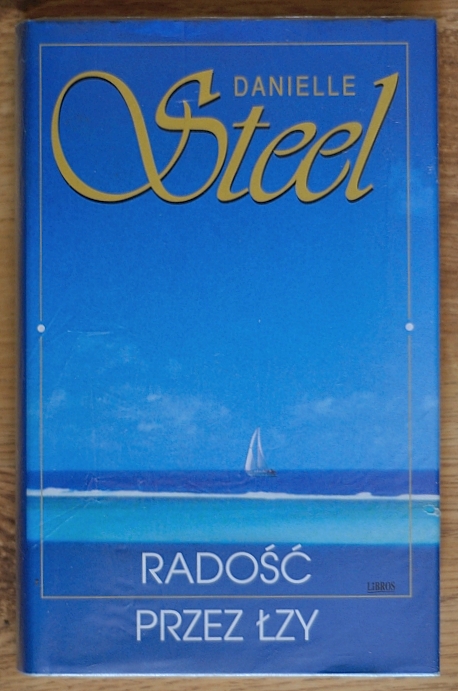 DANIELLE
Steel
RADOŚĆ
LIBROS
PRZEZ ŁZY